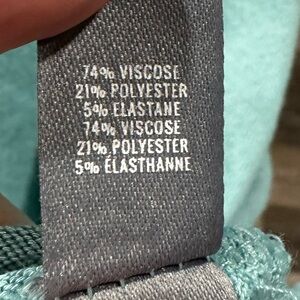 74% VISCOSE
21% POLYESTER
5% ELASTANE
74% VISCOSE
21% POLYESTER
5% ÉLASTHANNE